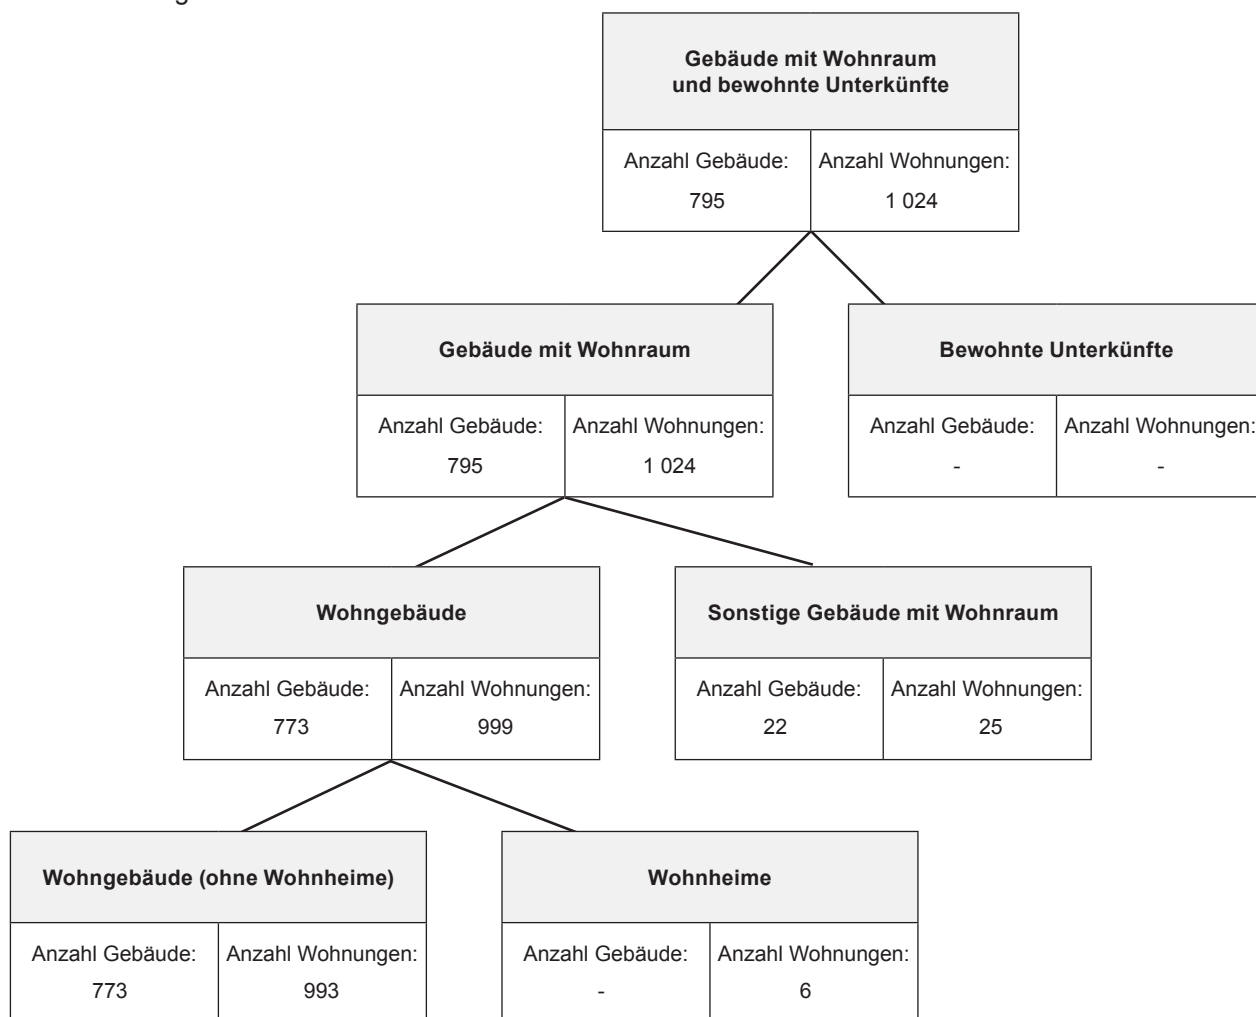 Gebäude mit Wohnraum
und bewohnte Unterkünfte
Anzahl Gebäude: Anzahl Wohnungen:
795 1 024
Gebäude mit Wohnraum
Bewohnte Unterkünfte
Anzahl Gebäude: Anzahl Wohnungen:
795 1 024
Anzahl Gebäude: Anzahl Wohnungen:
- -
Wohngebäude
Sonstige Gebäude mit Wohnraum
Anzahl Gebäude: Anzahl Wohnungen:
773 999
Anzahl Gebäude: Anzahl Wohnungen:
22 25
Wohngebäude (ohne Wohnheime)
Wohnheime
Anzahl Gebäude: Anzahl Wohnungen:
773 993
Anzahl Gebäude: Anzahl Wohnungen:
- 6